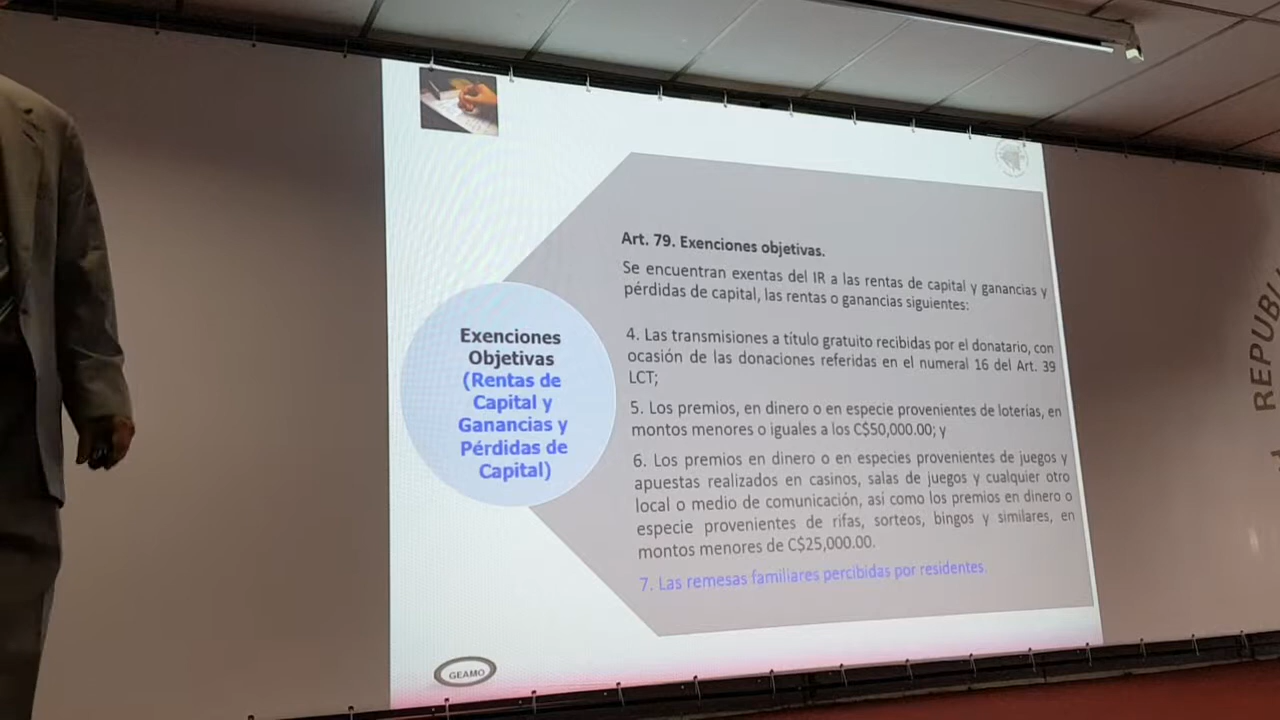 Art. 79. Exenciones objetivas.
Se encuentran exentas del IR a las rentas de capital y ganancias y
pérdidas de capital, las rentas o ganancias siguientes:
Exenciones
Objetivas
(Rentas de
Capital y
Ganancias y
Pérdidas de
Capital)
4. Las transmisiones a título gratuito recibidas por el donatario, con
ocasión de las donaciones referidas en el numeral 16 del Art. 39
LCT;
5. Los premios, en dinero o en especie provenientes de loterías, en
montos menores o iguales a los C$50,000.00; y
6. Los premios en dinero o en especies provenientes de juegos y
apuestas realizados en casinos, salas de juegos y cualquier otro
local o medio de comunicación, así como los premios en dinero o
especie provenientes de rifas, sorteos, bingos y similares, en
montos menores de C$25,000.00.
7. Las remesas familiares percibidas por residentes.
GEAMO